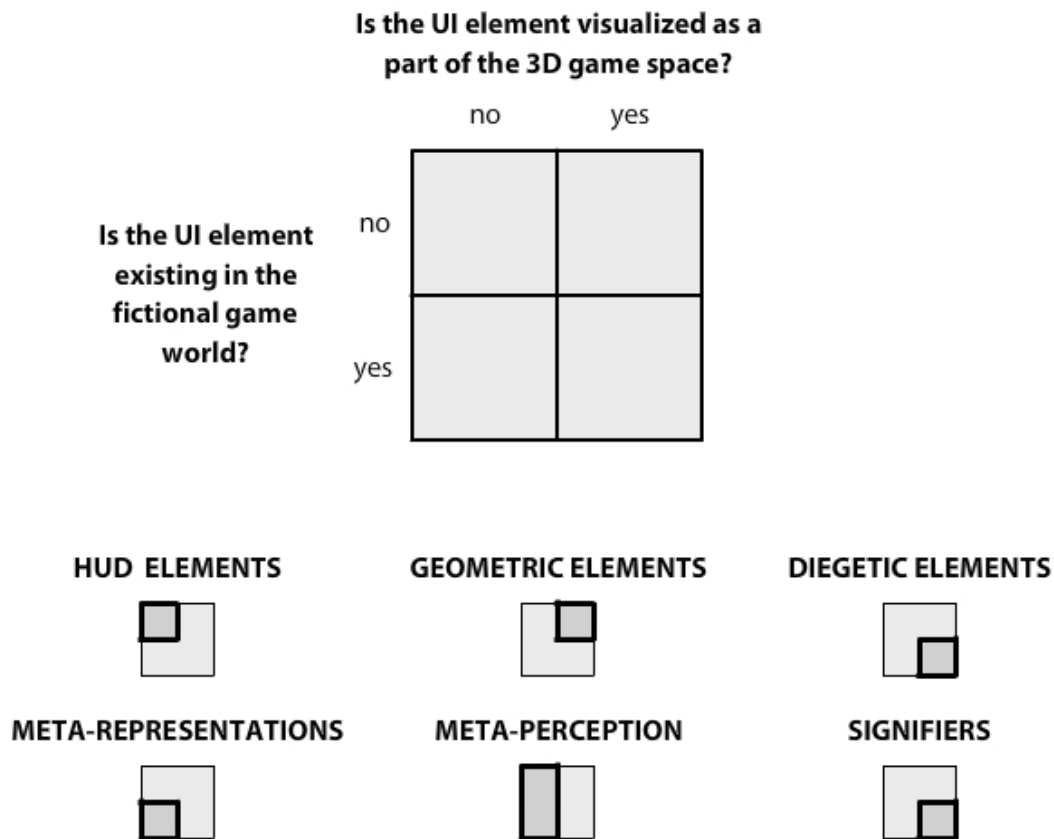 Is the UI element visualized as a
part of the 3D game space?
no yes
no
Is the UI element
existing in the
fictional game
world?
yes
HUD ELEMENTS
GEOMETRIC ELEMENTS
DIEGETIC ELEMENTS
META-REPRESENTATIONS
META-PERCEPTION
SIGNIFIERS